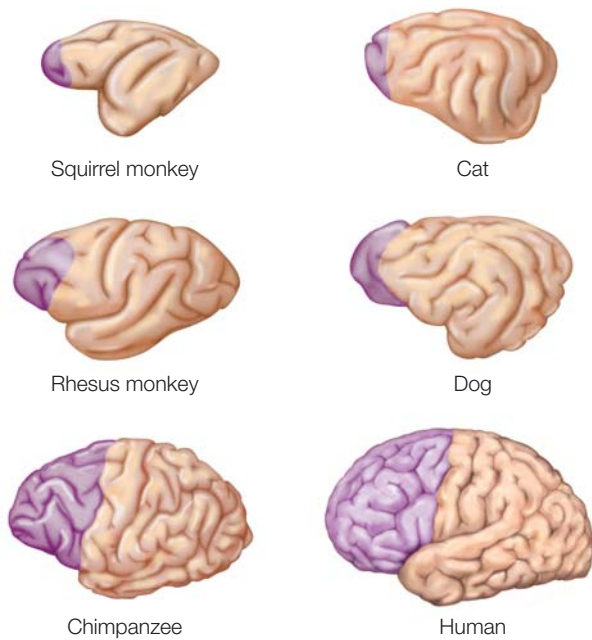 Squirrel monkey
Cat
Rhesus monkey
Dog
Chimpanzee
Human